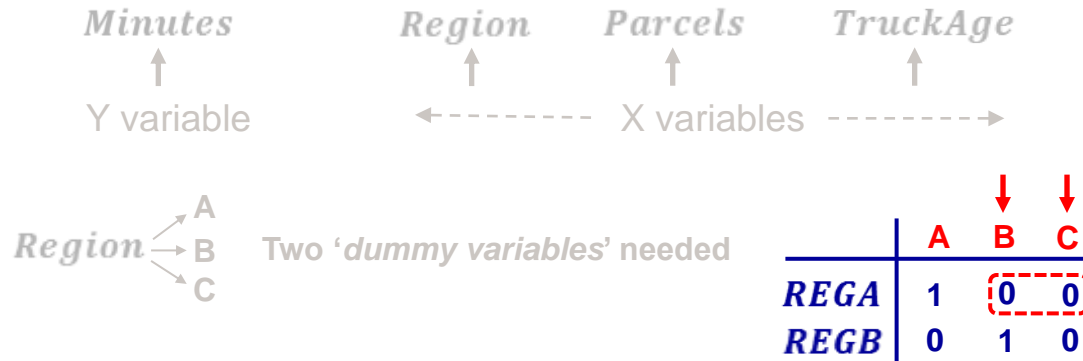 Minutes Region Parcels TruckAge
Y variable X variables
A
Region B Two ‘dummy variables’ needed
C
A B C
REGA 1 0 0
REGB 0 1 0